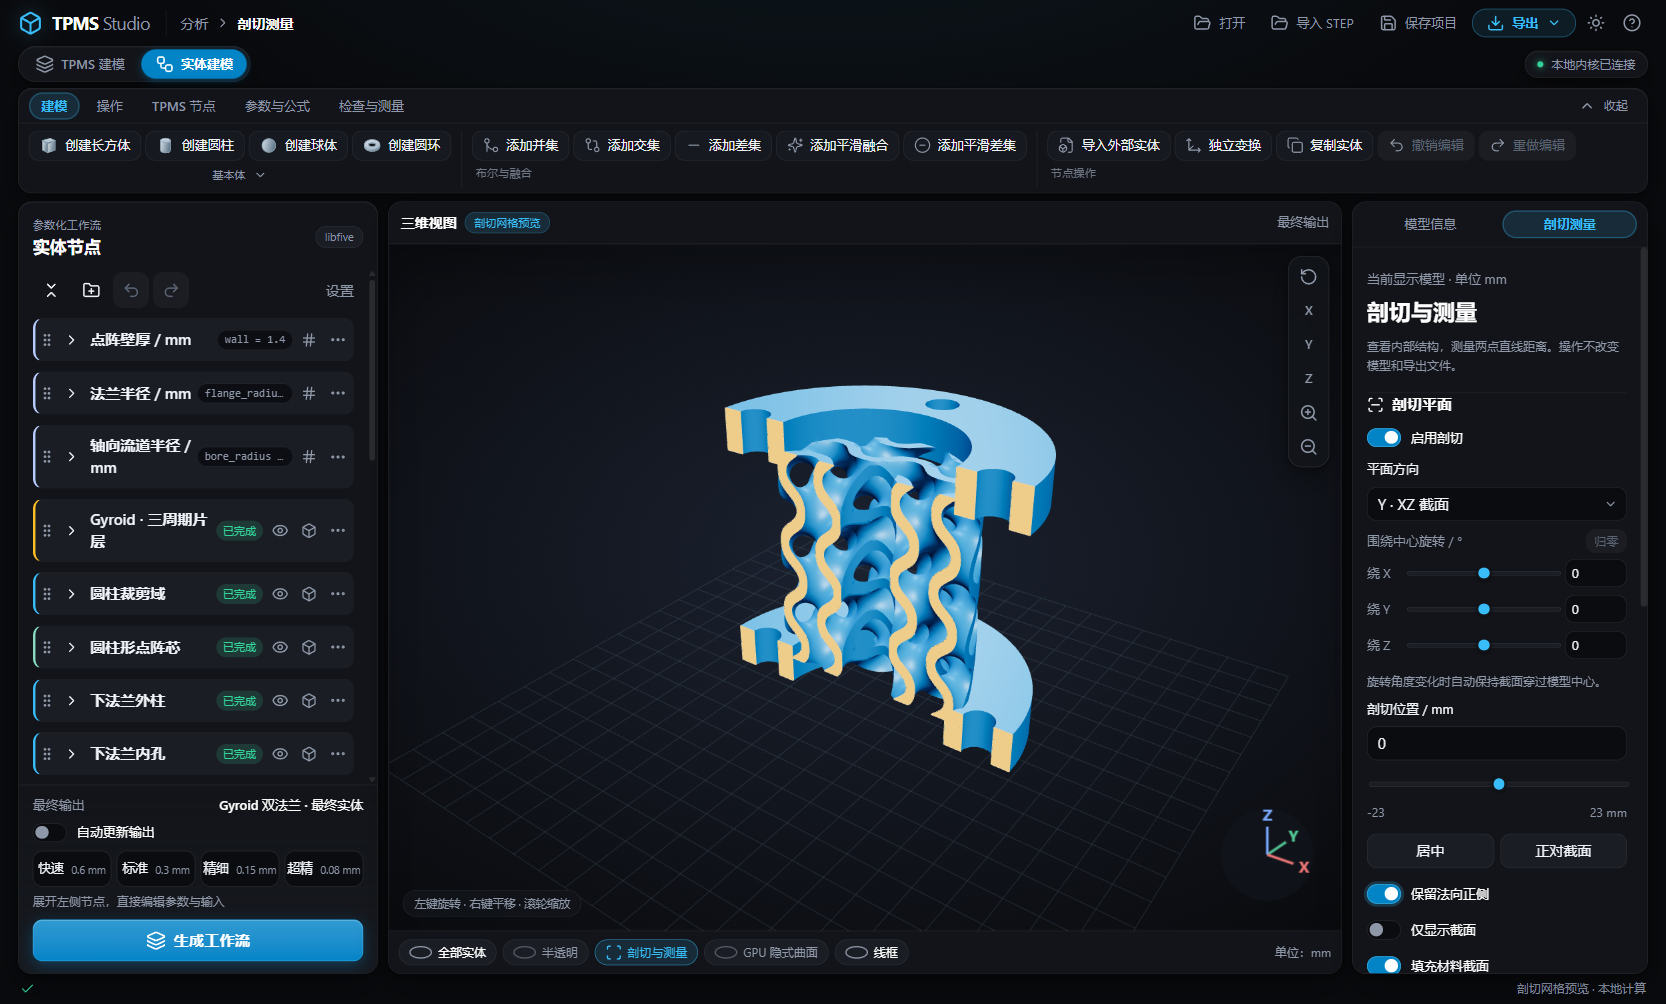 TPMS Studio 分析 > 剖切测量 打开 导入 STEP 保存项目 导出
TPMS 建模 实体建模 本地内核已连接
建模 操作 TPMS 节点 参数与公式 检查与测量 收起
创建长方体 创建圆柱 创建球体 创建圆环 添加并集 添加交集 添加差集 添加平滑融合 添加平滑差集 导入外部实体 独立变换 复制实体 撤销编辑 重做编辑
基本体 布尔与融合 节点操作
参数化工作流
实体节点
libfive
设置
点阵壁厚 / mm wall = 1.4
法兰半径 / mm flange_radiu…
轴向流道半径 /
mm
bore_radius …
Gyroid · 三周期片
层
已完成
圆柱裁剪域 已完成
圆柱形点阵芯 已完成
下法兰外柱 已完成
下法兰内孔 已完成
最终输出 Gyroid 双法兰 · 最终实体
自动更新输出
快速 0.6 mm 标准 0.3 mm 精细 0.15 mm 超精 0.08 mm
展开左侧节点，直接编辑参数与输入
生成工作流
三维视图 剖切网格预览 最终输出
X
Y
Z
Z
Y
X
左键旋转 · 右键平移 · 滚轮缩放
全部实体 半透明 剖切与测量 GPU 隐式曲面 线框 单位：mm
模型信息 剖切测量
当前显示模型 · 单位 mm
剖切与测量
查看内部结构，测量两点直线距离。操作不改变
模型和导出文件。
剖切平面
启用剖切
平面方向
Y · XZ 截面
围绕中心旋转 / ° 归零
绕 X 0
绕 Y 0
绕 Z 0
旋转角度变化时自动保持截面穿过模型中心。
剖切位置 / mm
0
-23 23 mm
居中 正对截面
保留法向正侧
仅显示截面
填充材料截面
剖切网格预览 · 本地计算